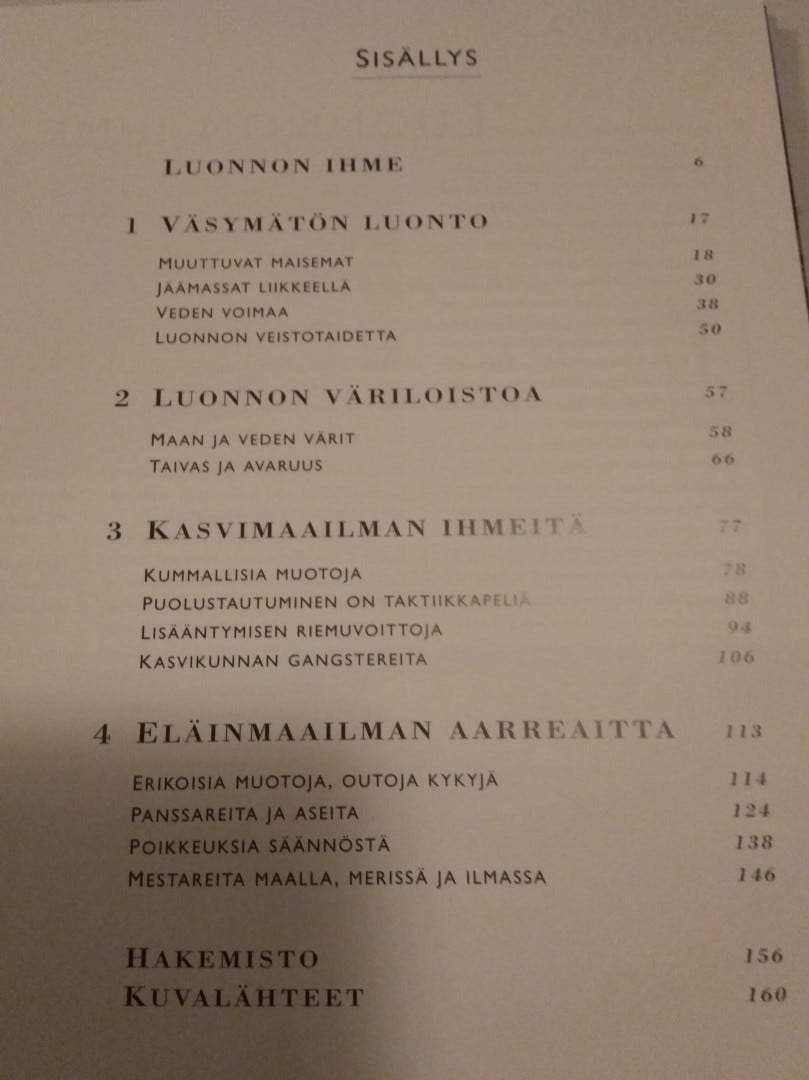 SISÄLLYS
LUONNON IHME 6
1 VÄSYMÄTÖN LUONTO 17
MUUTTUVAT MAISEMAT 18
JÄÄMASSAT LIIKKEELLÄ 30
VEDEN VOIMAA 38
LUONNON VEISTOTAIDETTA 50
2 LUONNON VÄRILOISTOA 57
MAAN JA VEDEN VÄRIT 58
TAIVAS JA AVARUUS 66
3 KASVIMAAILMAN IHMEITÄ 77
KUMMALLISIA MUOTOJA 78
PUOLUSTAUTUMINEN ON TAKTIIKKAPELIÄ 88
LISÄÄNTYMISEN RIEMUVOITTOJA 94
KASVIKUNNAN GANGSTEREITA 106
4 ELÄINMAAILMAN AARREAITTA 113
ERIKOISIA MUOTOJA, OUTOJA KYKYJÄ 114
PANSSAREITA JA ASEITA 124
POIKKEUKSIA SÄÄNNÖSTÄ 138
MESTAREITA MAALLA, MERISSÄ JA ILMASSA 146
HAKEMISTO 156
KUVALÄHTEET 160